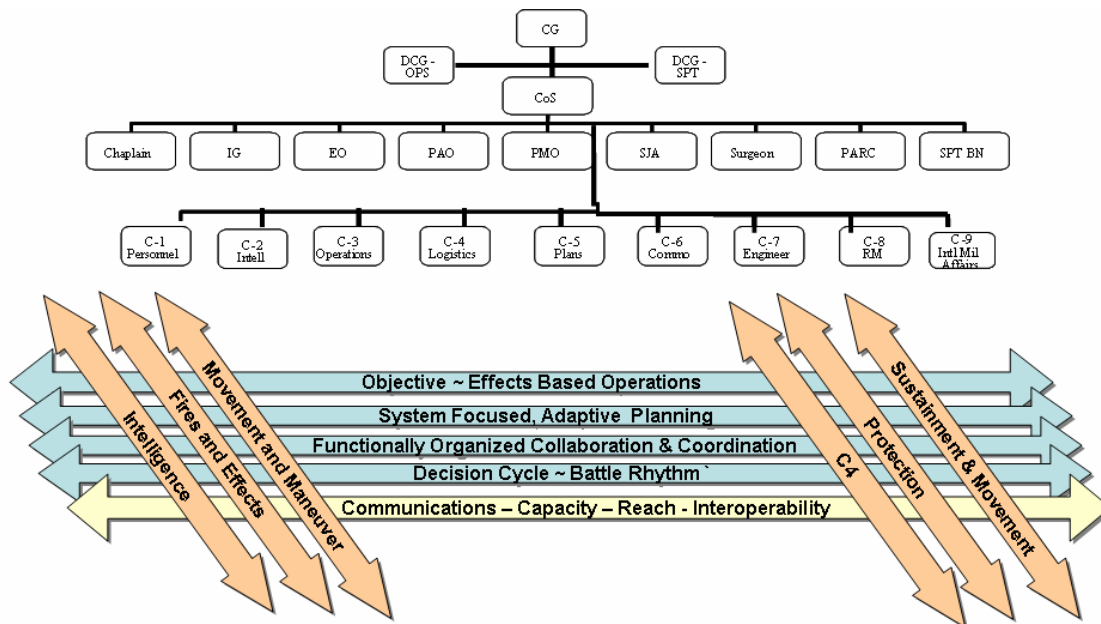 CG
DCG -
OPS
DCG -
SPT
CoS
Chaplain
IG
EO
PAO
PMO
SJA
Surgeon
PARC
SPT BN
C-1
Personnel
C-2
Intell
C-3
Operations
C-4
Logistics
C-5
Plans
C-6
Commo
C-7
Engineer
C-8
RM
C-9
Intl Mil
Affairs
Objective ~ Effects Based Operations
System Focused, Adaptive Planning
Functionally Organized Collaboration & Coordination
Decision Cycle ~ Battle Rhythm `
Communications – Capacity – Reach - Interoperability
Intelligence
Fires and Effects
Movement and Maneuver
C4
Protection
Sustainment & Movement